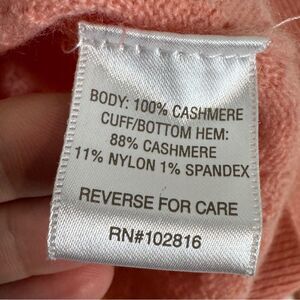 BODY: 100% CASHMERE
CUFF/BOTTOM HEM:
88% CASHMERE
11% NYLON 1% SPANDEX
REVERSE FOR CARE
RN#102816